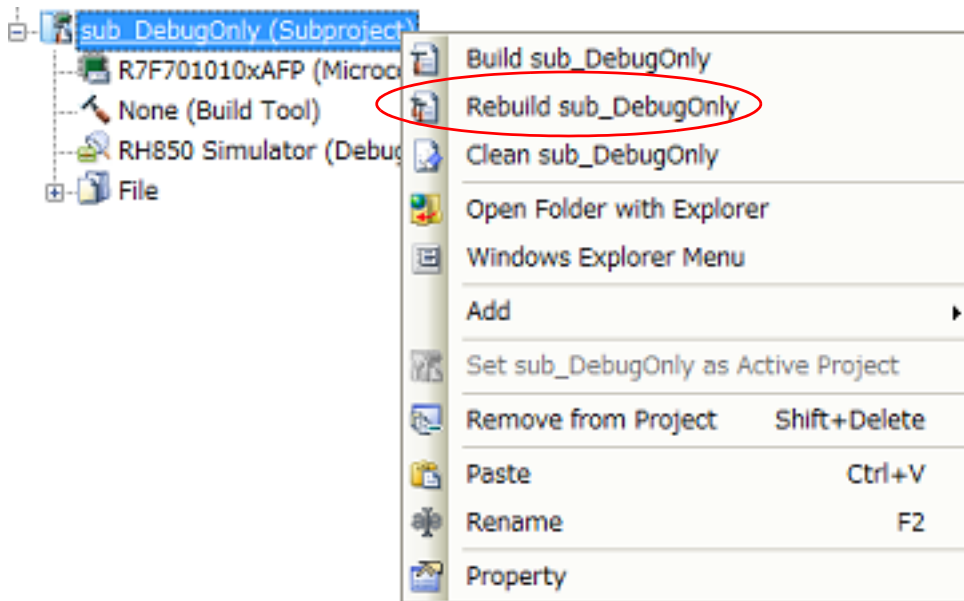 sub_DebugOnly (Subproject)
R7F701010xAFP (Microc
None (Build Tool)
RH850 Simulator (Debug
File
Build sub_DebugOnly
Rebuild sub_DebugOnly
Clean sub_DebugOnly
Open Folder with Explorer
Windows Explorer Menu
Add
Set sub_DebugOnly as Active Project
Remove from Project Shift+Delete
Paste Ctrl+V
Rename F2
Property